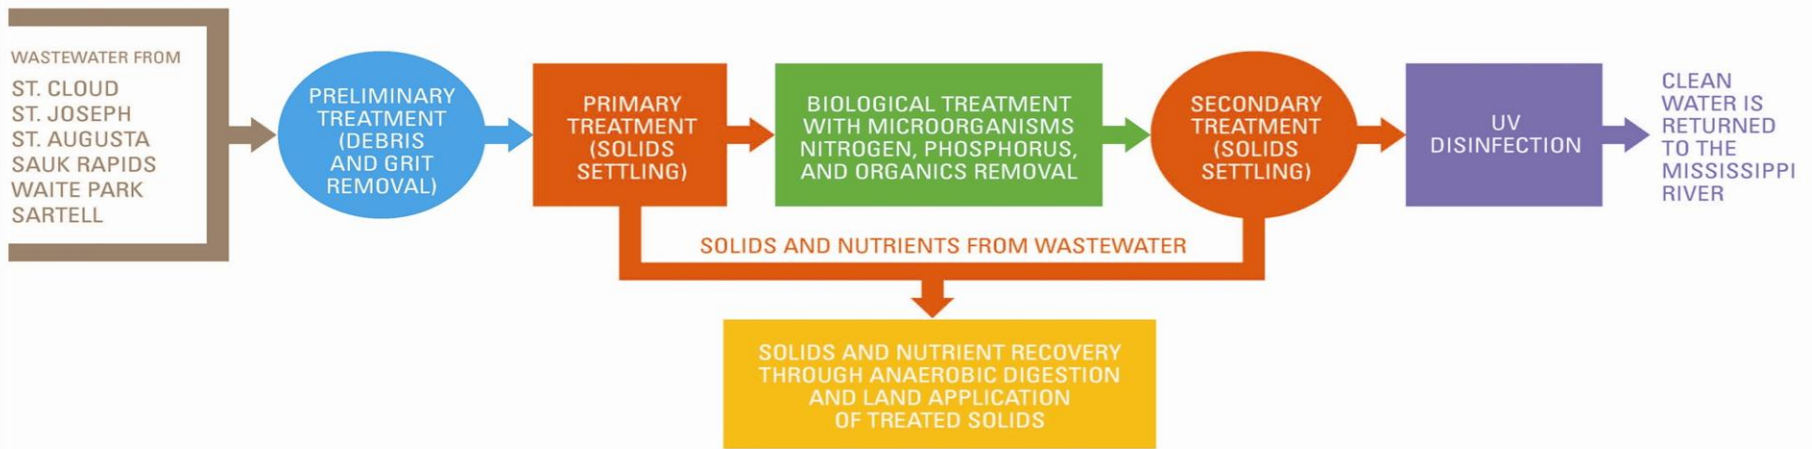 WASTEWATER FROM
ST. CLOUD
ST. JOSEPH
ST. AUGUSTA
SAUK RAPIDS
WAITE PARK
SARTELL
PRELIMINARY
TREATMENT
(DEBRIS
AND GRIT
REMOVAL)
PRIMARY
TREATMENT
(SOLIDS
SETTLING)
BIOLOGICAL TREATMENT
WITH MICROORGANISMS
NITROGEN, PHOSPHORUS,
AND ORGANICS REMOVAL
SECONDARY
TREATMENT
(SOLIDS
SETTLING)
UV
DISINFECTION
CLEAN
WATER IS
RETURNED
TO THE
MISSISSIPPI
RIVER
SOLIDS AND NUTRIENTS FROM WASTEWATER
SOLIDS AND NUTRIENT RECOVERY
THROUGH ANAEROBIC DIGESTION
AND LAND APPLICATION
OF TREATED SOLIDS